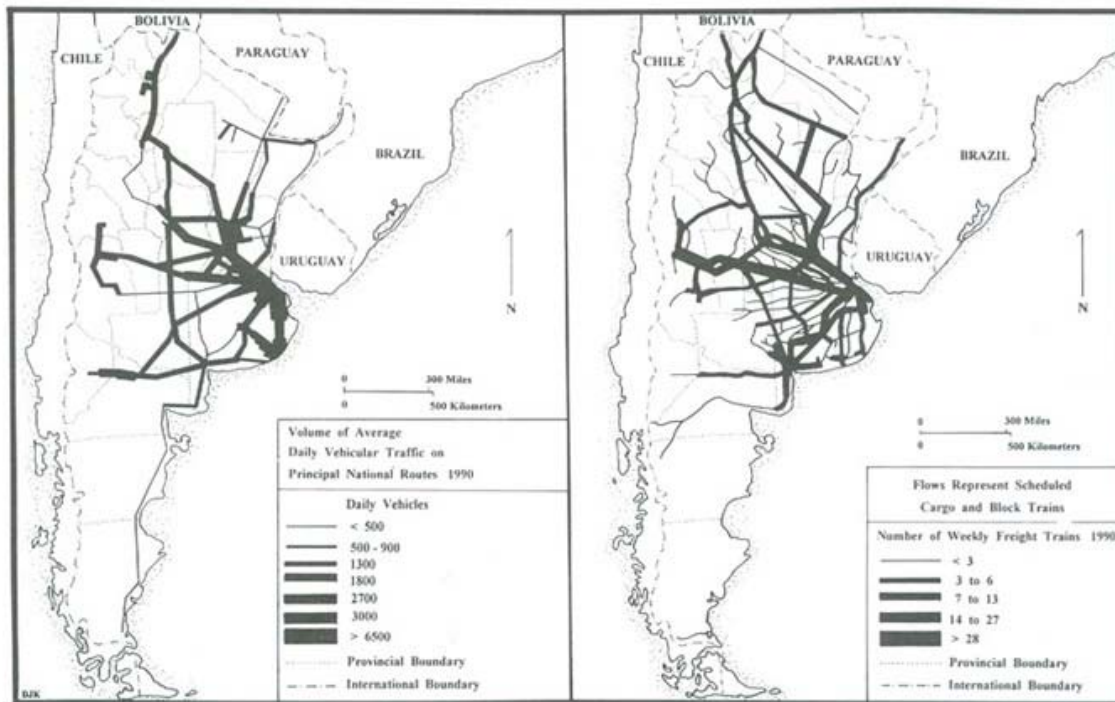 BOLIVIA
CHILE
PARAGUAY
BRAZIL
URUGUAY
N
0 300 Miles
0 500 Kilometers
Volume of Average
Daily Vehicular Traffic on
Principal National Routes 1990
Daily Vehicles
< 500
500 - 900
1300
1800
2700
3000
> 6500
Provincial Boundary
International Boundary
DJK
BOLIVIA
CHILE
PARAGUAY
BRAZIL
URUGUAY
N
0 300 Miles
0 500 Kilometers
Flows Represent Scheduled
Cargo and Block Trains
Number of Weekly Freight Trains 1990
< 3
3 to 6
7 to 13
14 to 27
> 28
Provincial Boundary
International Boundary